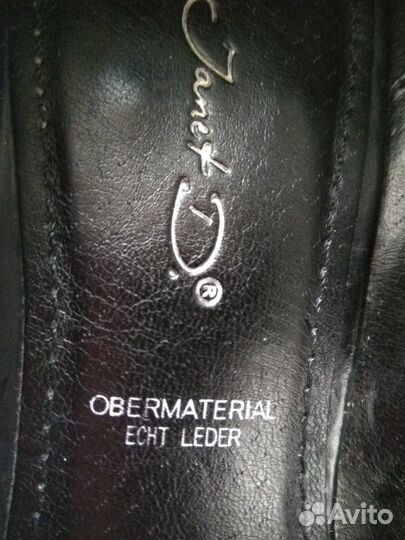 Janet D.®
OBERMATERIAL
ECHT LEDER
Avito